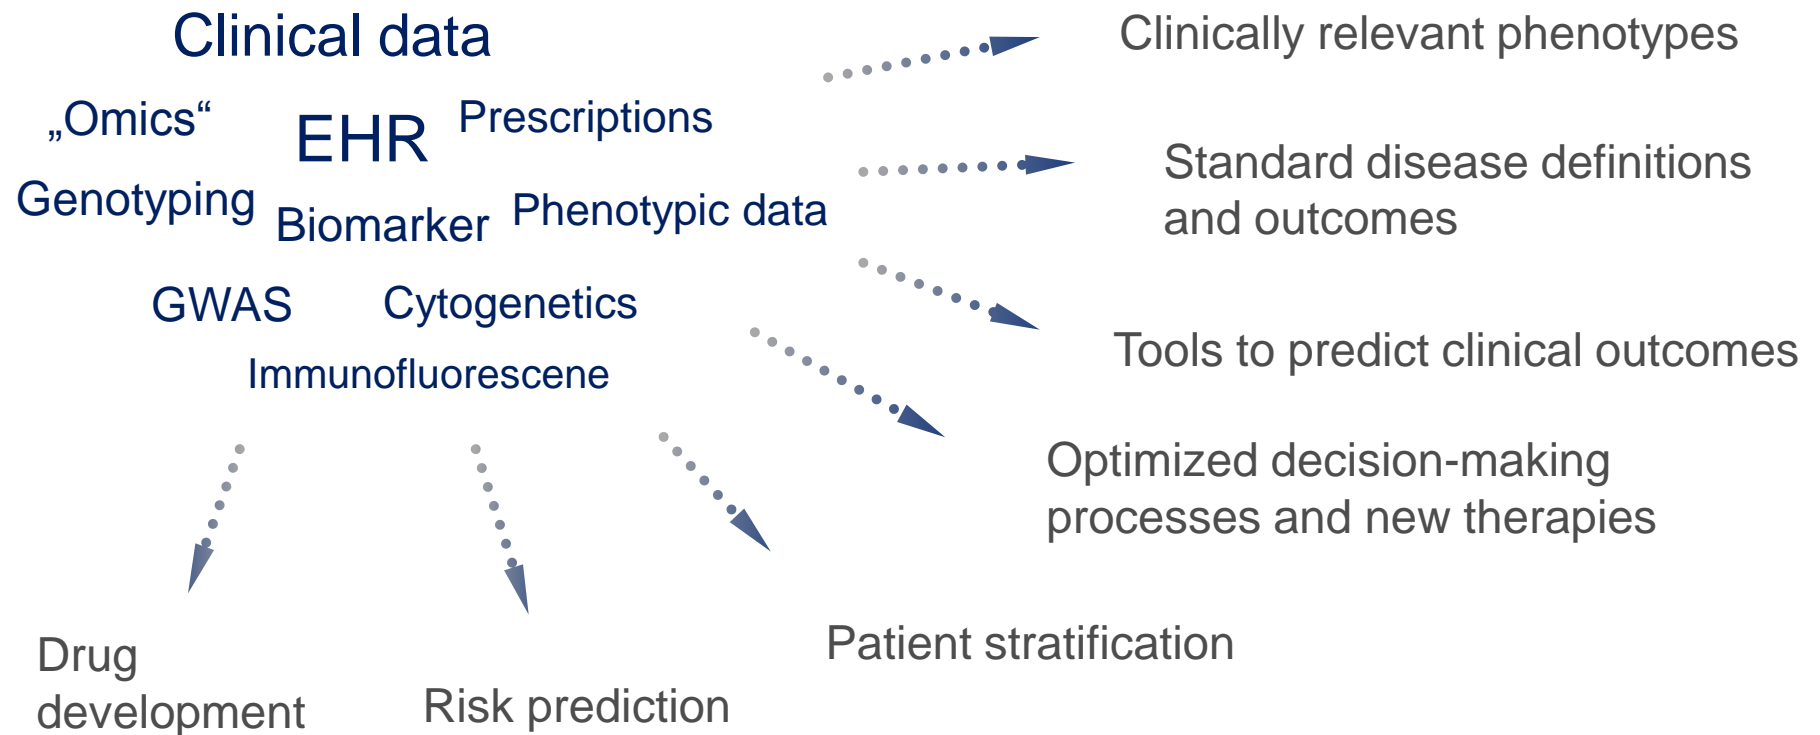 Clinical data
„Omics“
EHR
Prescriptions
Genotyping
Biomarker
Phenotypic data
GWAS
Cytogenetics
Immunofluorescene
Clinically relevant phenotypes
Standard disease definitions
and outcomes
Tools to predict clinical outcomes
Optimized decision-making
processes and new therapies
Patient stratification
Risk prediction
Drug
development